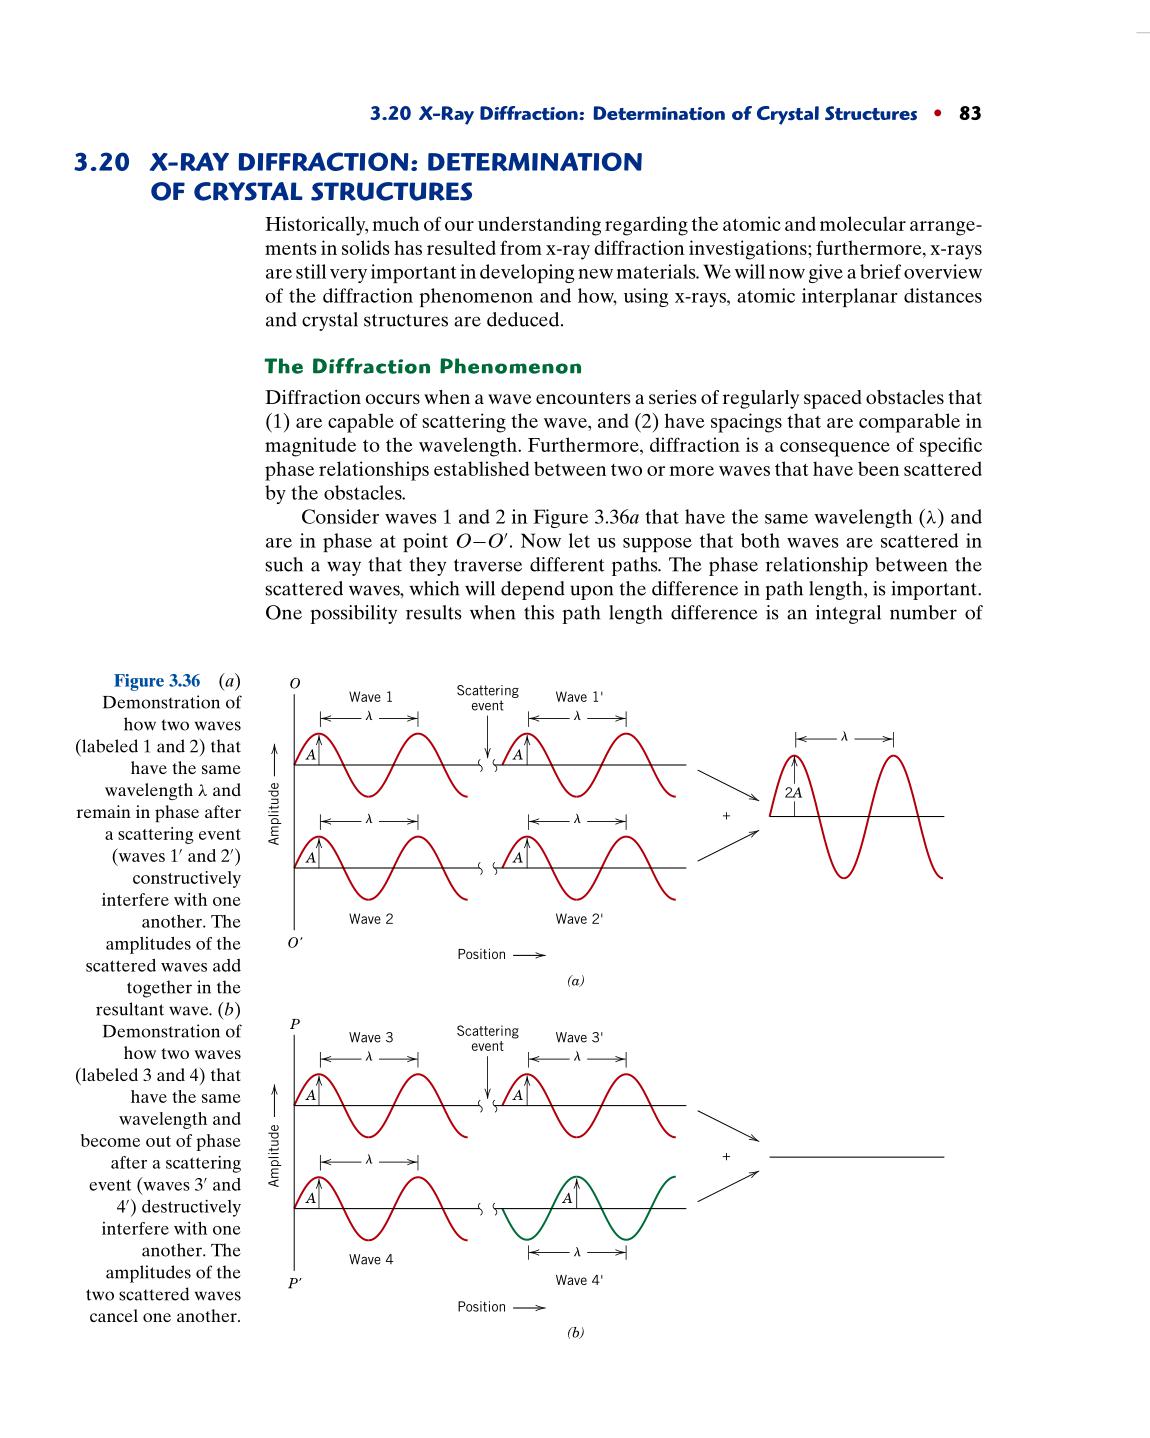 3.20 X-Ray Diffraction: Determination of Crystal Structures • 83
3.20 X-RAY DIFFRACTION: DETERMINATION
OF CRYSTAL STRUCTURES
Historically, much of our understanding regarding the atomic and molecular arrange-
ments in solids has resulted from x-ray diffraction investigations; furthermore, x-rays
are still very important in developing new materials. We will now give a brief overview
of the diffraction phenomenon and how, using x-rays, atomic interplanar distances
and crystal structures are deduced.
The Diffraction Phenomenon
Diffraction occurs when a wave encounters a series of regularly spaced obstacles that
(1) are capable of scattering the wave, and (2) have spacings that are comparable in
magnitude to the wavelength. Furthermore, diffraction is a consequence of specific
phase relationships established between two or more waves that have been scattered
by the obstacles.
Consider waves 1 and 2 in Figure 3.36a that have the same wavelength (λ) and
are in phase at point O–O′. Now let us suppose that both waves are scattered in
such a way that they traverse different paths. The phase relationship between the
scattered waves, which will depend upon the difference in path length, is important.
One possibility results when this path length difference is an integral number of
Figure 3.36 (a)
Demonstration of
how two waves
(labeled 1 and 2) that
have the same
wavelength λ and
remain in phase after
a scattering event
(waves 1′ and 2′)
constructively
interfere with one
another. The
amplitudes of the
scattered waves add
together in the
resultant wave. (b)
Demonstration of
how two waves
(labeled 3 and 4) that
have the same
wavelength and
become out of phase
after a scattering
event (waves 3′ and
4′) destructively
interfere with one
another. The
amplitudes of the
two scattered waves
cancel one another.
O
Wave 1
Scattering
event
Wave 1'
λ
λ
λ
A
A
2A
Amplitude
+
λ
λ
A
A
Wave 2
Wave 2'
O′
Position
(a)
P
Wave 3
Scattering
event
Wave 3'
λ
λ
A
A
Amplitude
+
λ
A
A
λ
Wave 4
Wave 4'
P′
Position
(b)